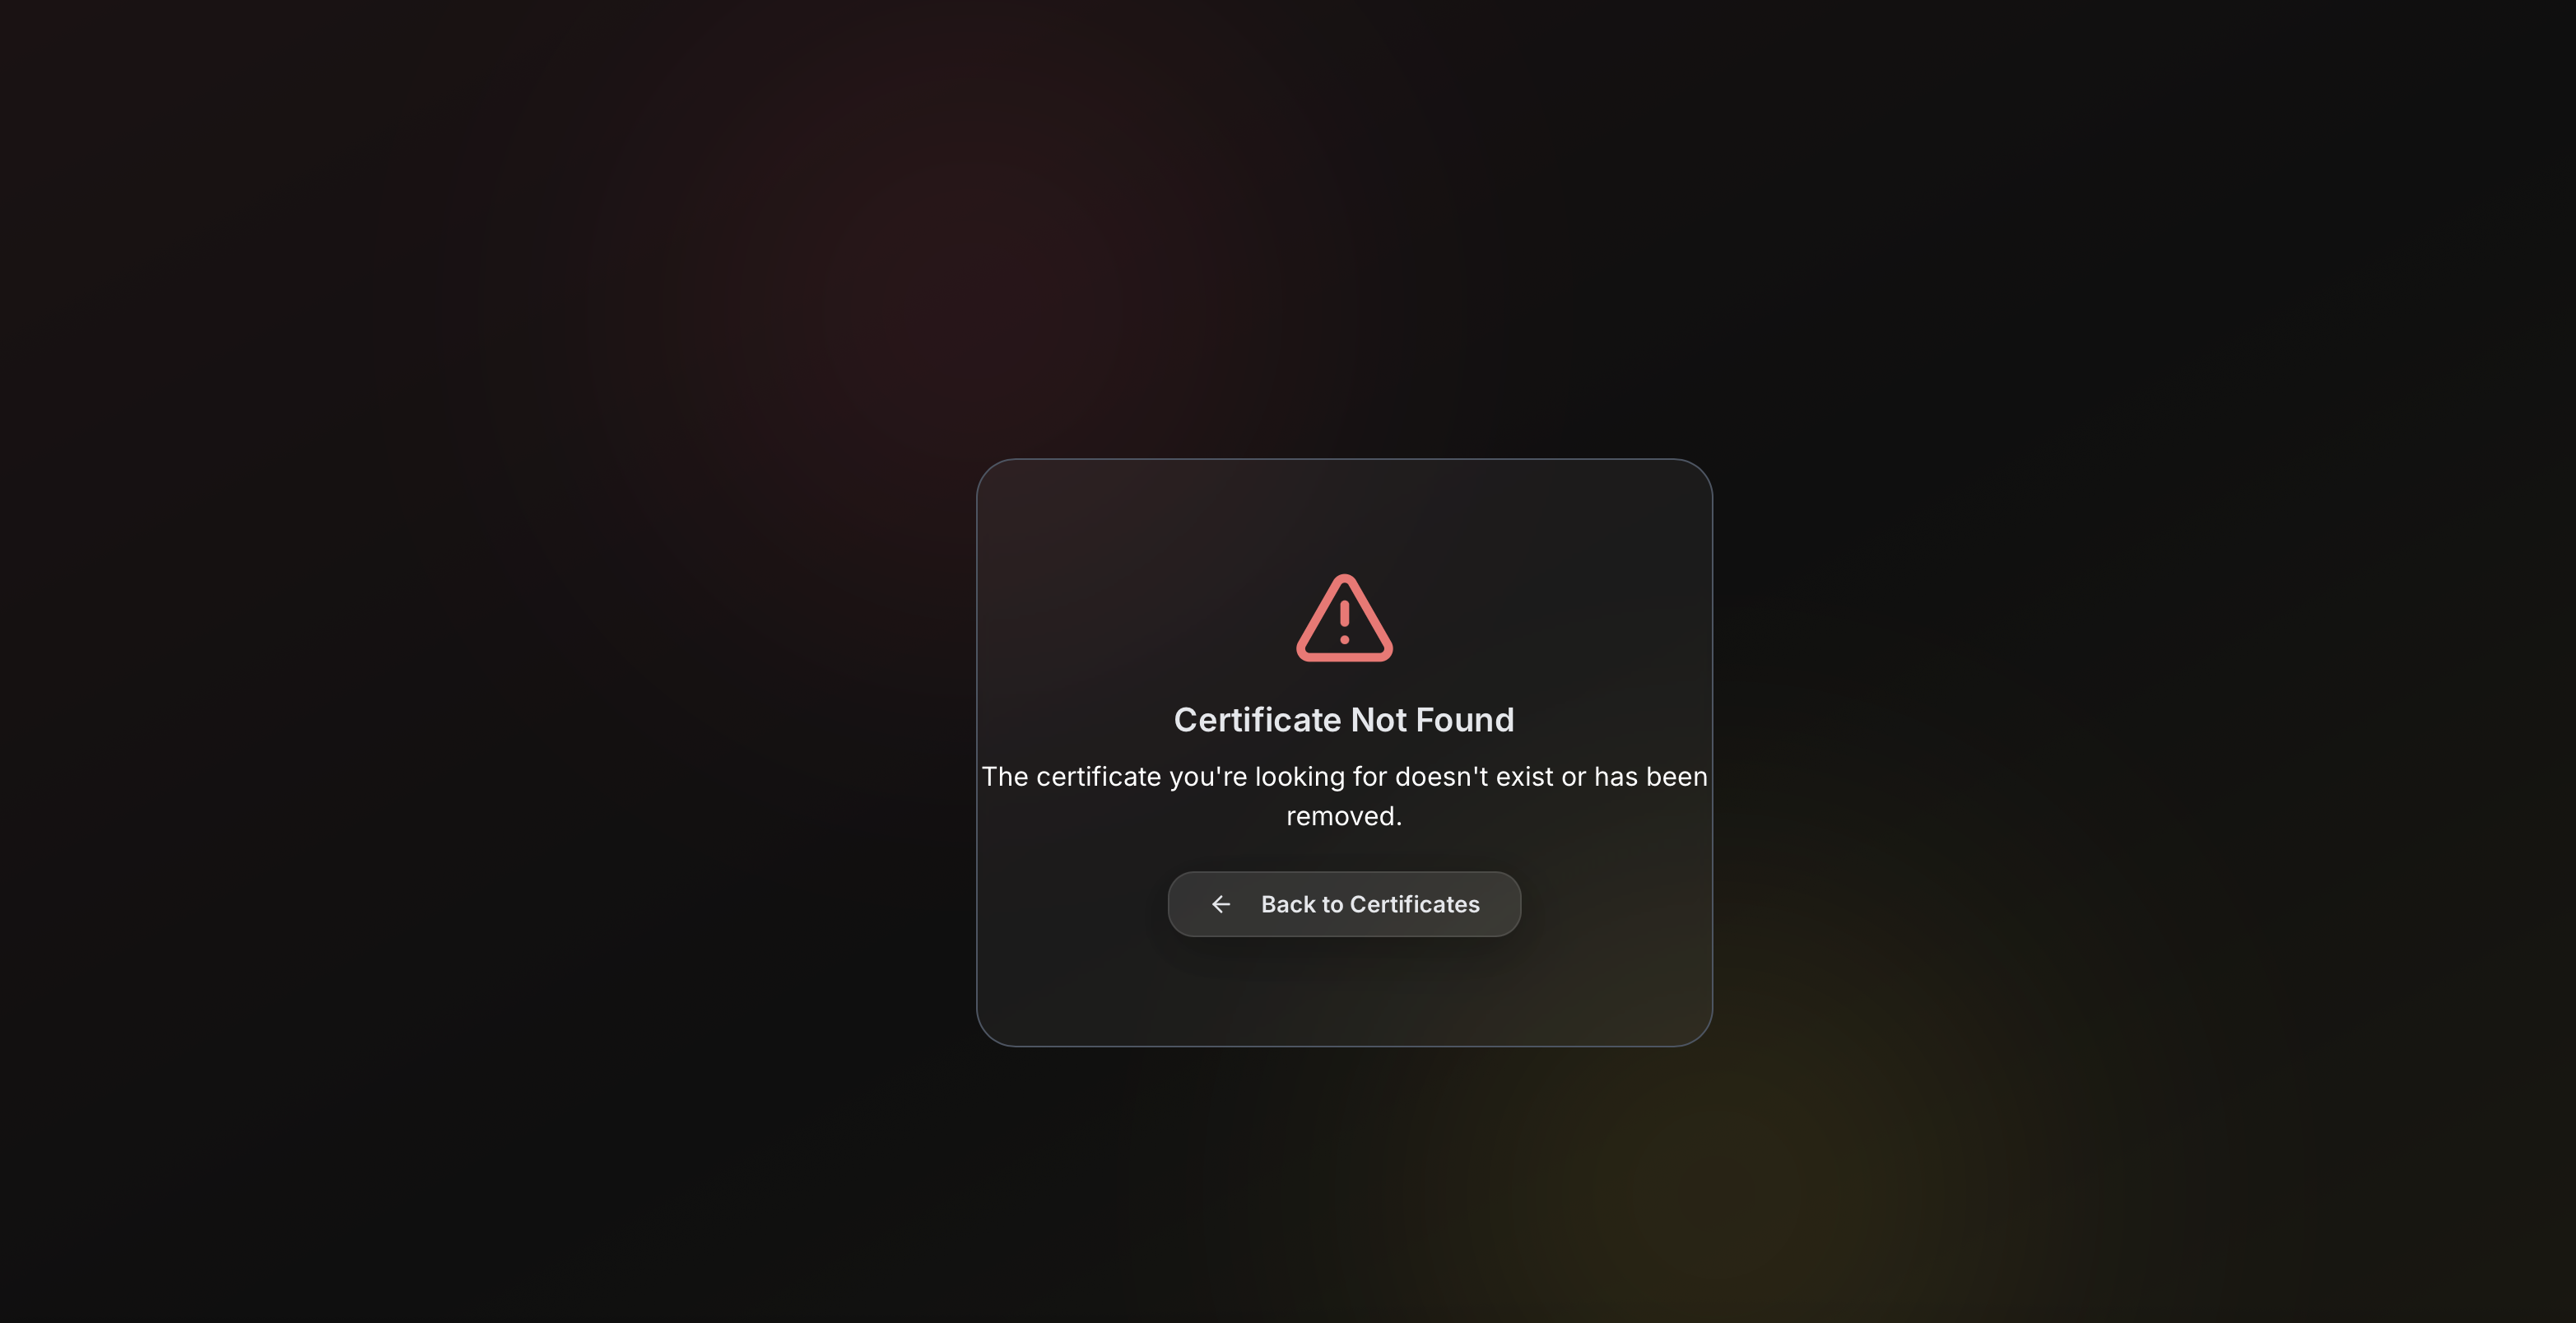 Certificate Not Found
The certificate you're looking for doesn't exist or has been
removed.
Back to Certificates